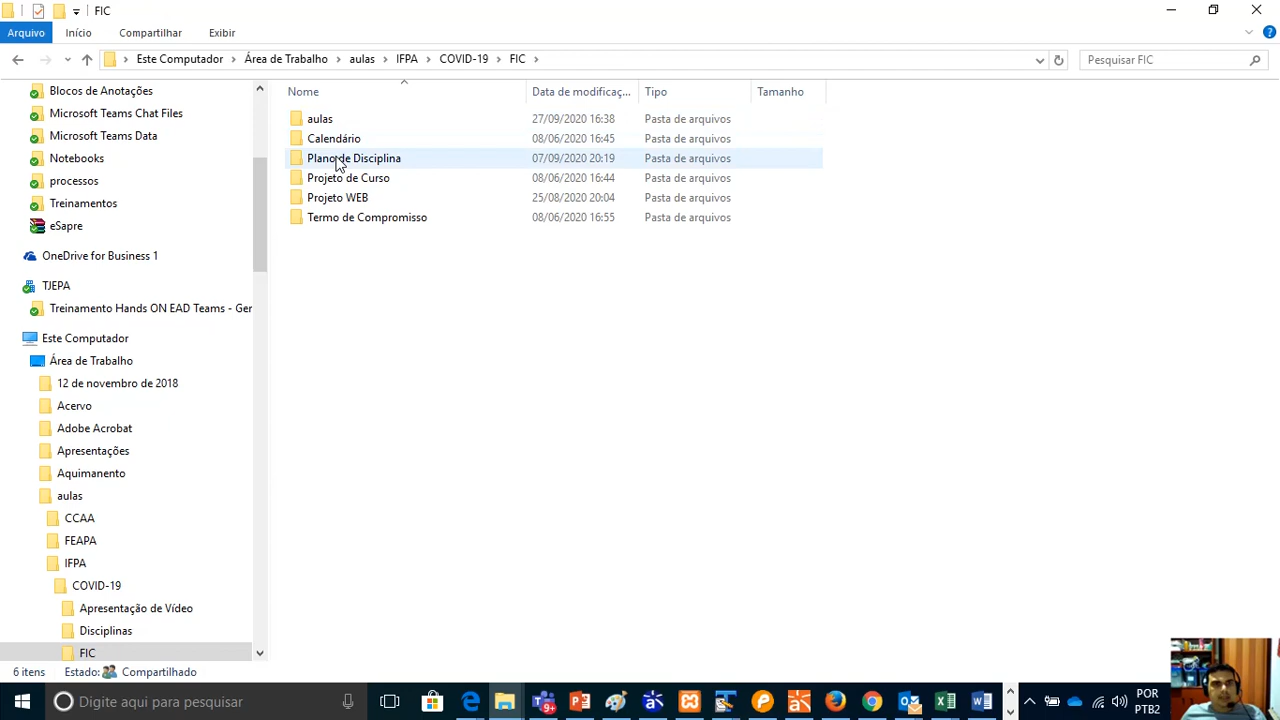 FIC
Arquivo Início Compartilhar Exibir
Este Computador Área de Trabalho aulas IFPA COVID-19 FIC Pesquisar FIC
Nome Data de modificaç... Tipo Tamanho
aulas 27/09/2020 16:38 Pasta de arquivos
Calendário 08/06/2020 16:45 Pasta de arquivos
Plano de Disciplina 07/09/2020 20:19 Pasta de arquivos
Projeto de Curso 08/06/2020 16:44 Pasta de arquivos
Projeto WEB 25/08/2020 20:04 Pasta de arquivos
Termo de Compromisso 08/06/2020 16:55 Pasta de arquivos
Blocos de Anotações
Microsoft Teams Chat Files
Microsoft Teams Data
Notebooks
processos
Treinamentos
eSapre
OneDrive for Business 1
TJEPA
Treinamento Hands ON EAD Teams - Ger
Este Computador
Área de Trabalho
12 de novembro de 2018
Acervo
Adobe Acrobat
Apresentações
Aquimanento
aulas
CCAA
FEAPA
IFPA
COVID-19
Apresentação de Vídeo
Disciplinas
FIC
6 itens Estado: Compartilhado
Digite aqui para pesquisar
POR
PTB2